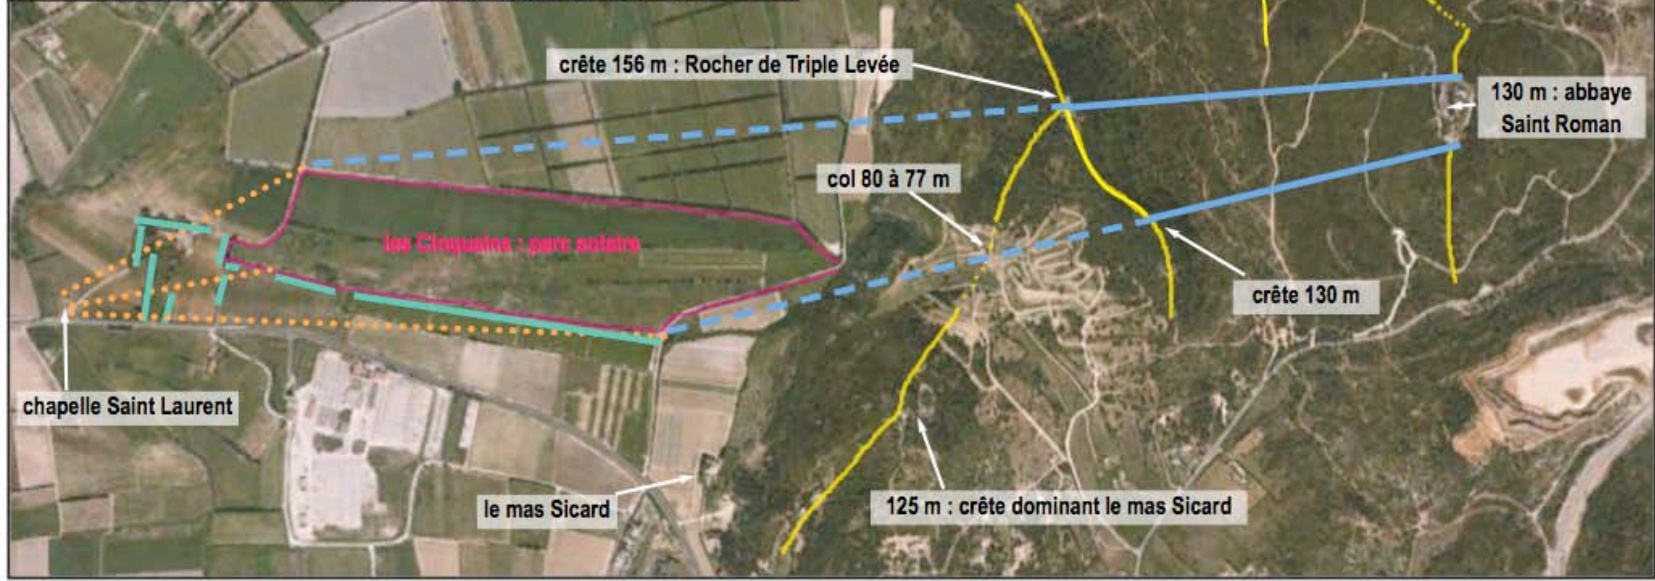 crête 156 m : Rocher de Triple Levée
130 m : abbaye
Saint Roman
col 80 à 77 m
les Cinquains : parc solaire
crête 130 m
chapelle Saint Laurent
le mas Sicard
125 m : crête dominant le mas Sicard